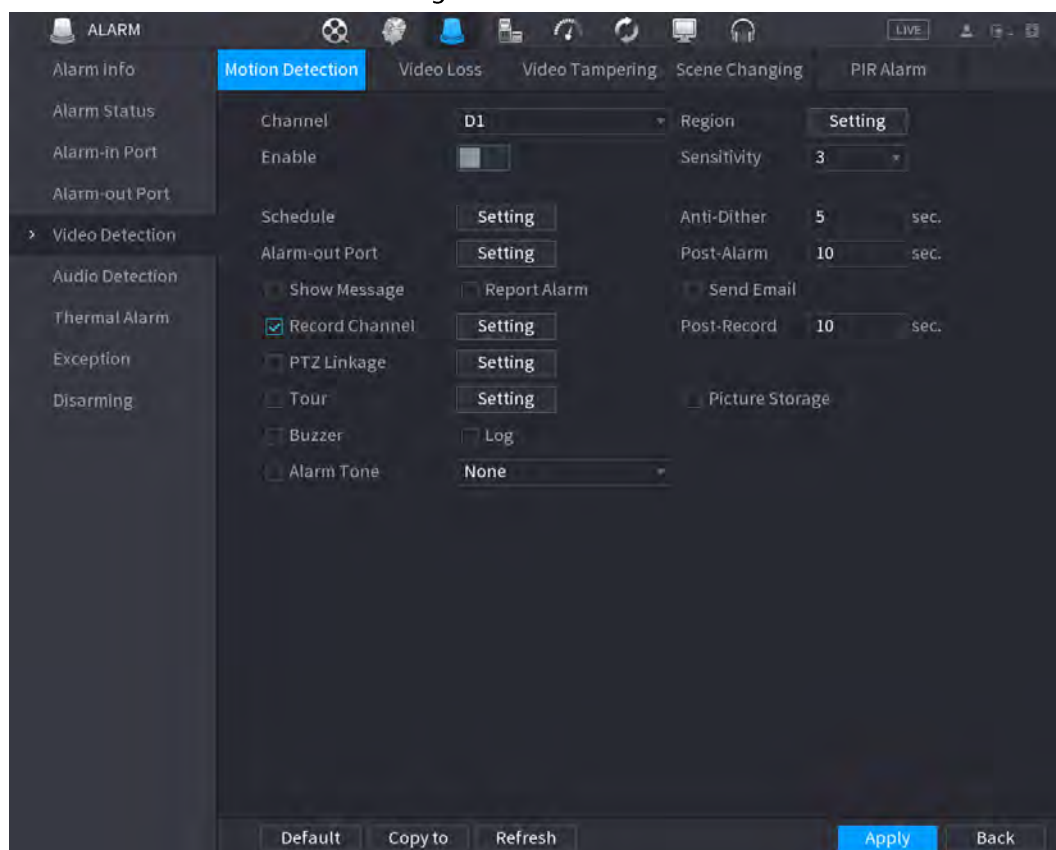 ALARM LIVE
Alarm Info
Alarm Status
Alarm-in Port
Alarm-out Port
> Video Detection
Audio Detection
Thermal Alarm
Exception
Disarming
Motion Detection Video Loss Video Tampering Scene Changing PIR Alarm
Channel D1 Region Setting
Enable Sensitivity 3
Schedule Setting Anti-Dither 5 sec.
Alarm-out Port Setting Post-Alarm 10 sec.
Show Message Report Alarm Send Email
Record Channel Setting Post-Record 10 sec.
PTZ Linkage Setting
Tour Setting Picture Storage
Buzzer Log
Alarm Tone None
Default Copy to Refresh Apply Back